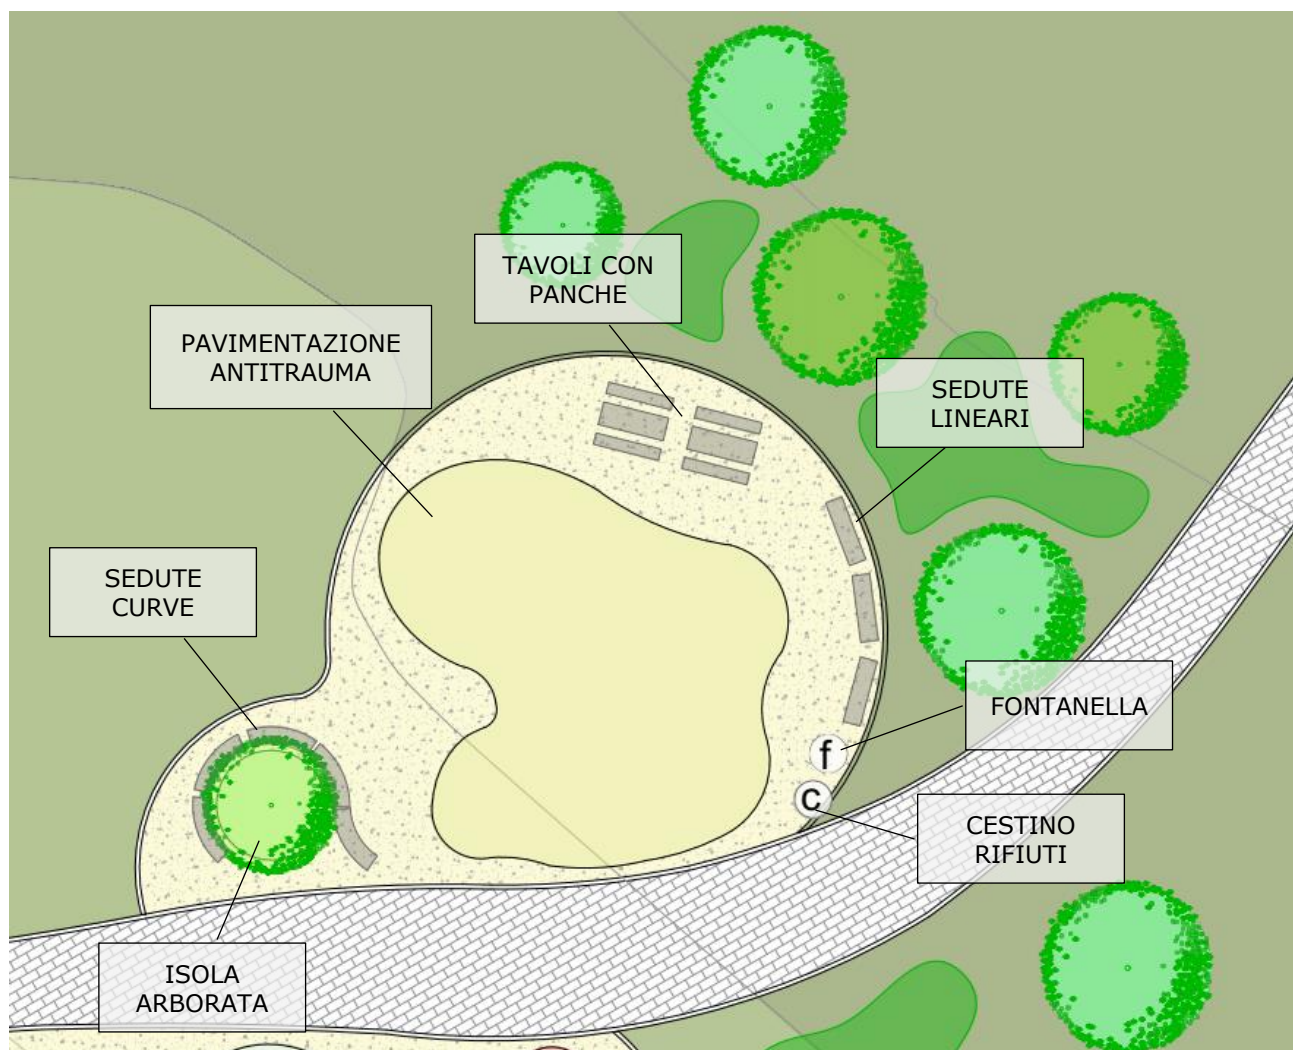 TAVOLI CON
PANCHE
PAVIMENTAZIONE
ANTITRAUMA
SEDUTE
LINEARI
SEDUTE
CURVE
FONTANELLA
f
c
CESTINO
RIFIUTI
ISOLA
ARBORATA